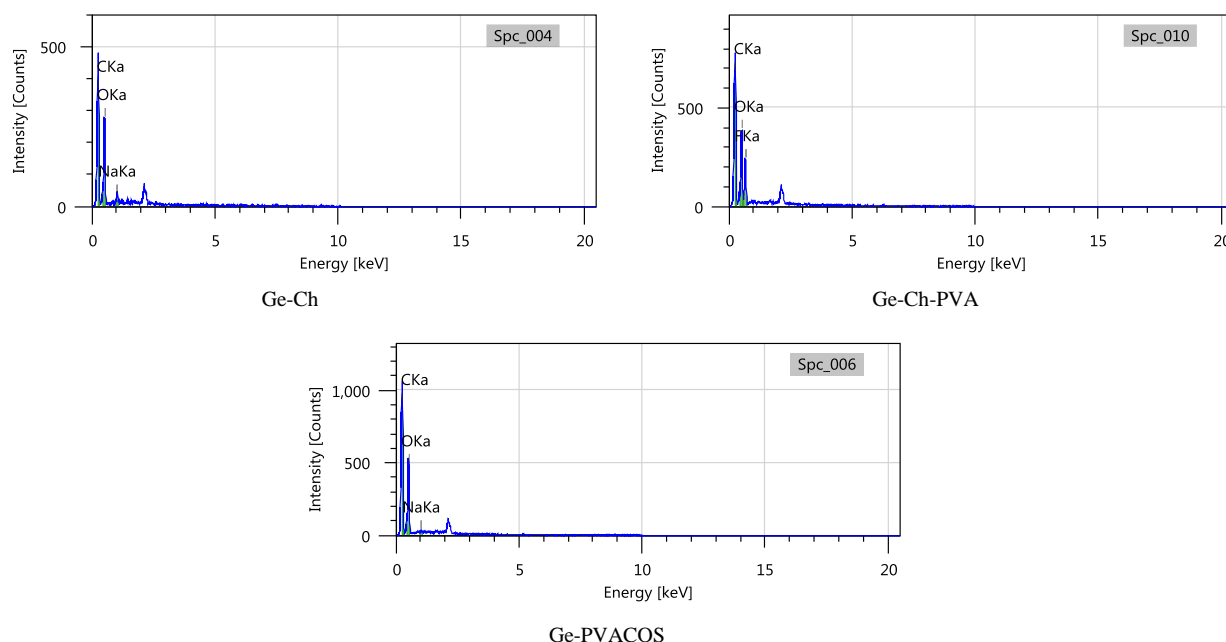 Spc_004
Intensity [Counts]
500
0
CKa
OKa
NaKa
0 5 10 15 20
Energy [keV]
Ge-Ch
Spc_010
Intensity [Counts]
500
0
CKa
OKa
FKa
0 5 10 15 20
Energy [keV]
Ge-Ch-PVA
Spc_006
Intensity [Counts]
1,000
500
0
CKa
OKa
NaKa
0 5 10 15 20
Energy [keV]
Ge-PVACOS